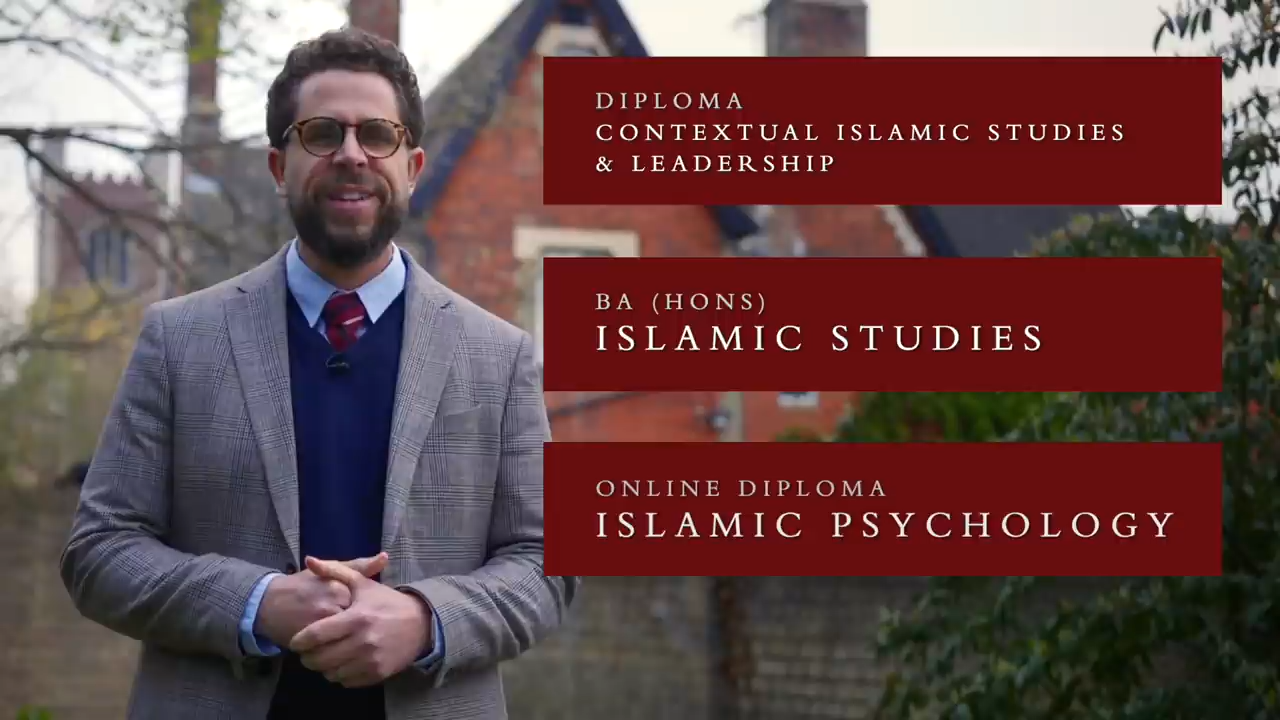 DIPLOMA
CONTEXTUAL ISLAMIC STUDIES
& LEADERSHIP
BA (HONS)
ISLAMIC STUDIES
ONLINE DIPLOMA
ISLAMIC PSYCHOLOGY